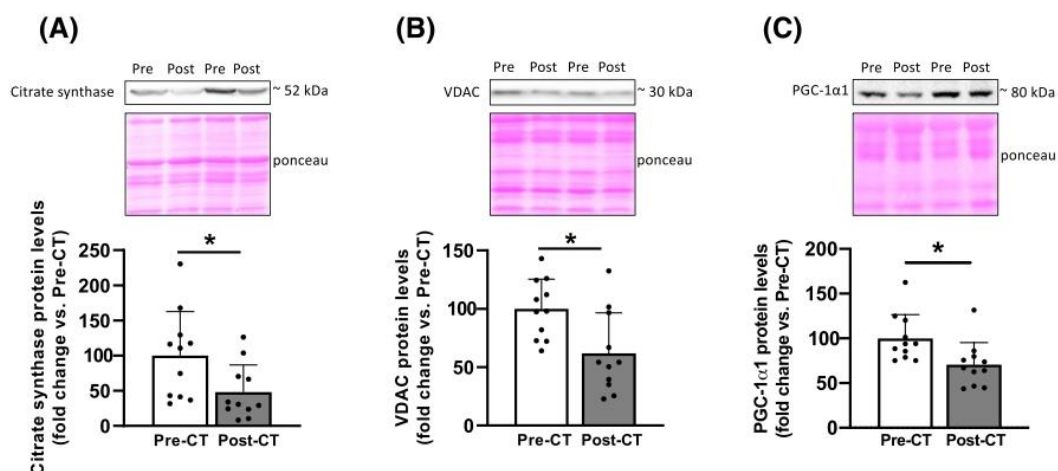 (A)
Pre Post Pre Post
Citrate synthase
~ 52 kDa
ponceau
Citrate synthase protein levels
(fold change vs. Pre-CT)
250
200
150
100
50
0
*
Pre-CT Post-CT
(B)
Pre Post Pre Post
VDAC
~ 30 kDa
ponceau
VDAC protein levels
(fold change vs. Pre-CT)
150
100
50
0
*
Pre-CT Post-CT
(C)
Pre Post Pre Post
PGC-1α1
~ 80 kDa
ponceau
PGC-1α1 protein levels
(fold change vs. Pre-CT)
200
150
100
50
0
*
Pre-CT Post-CT